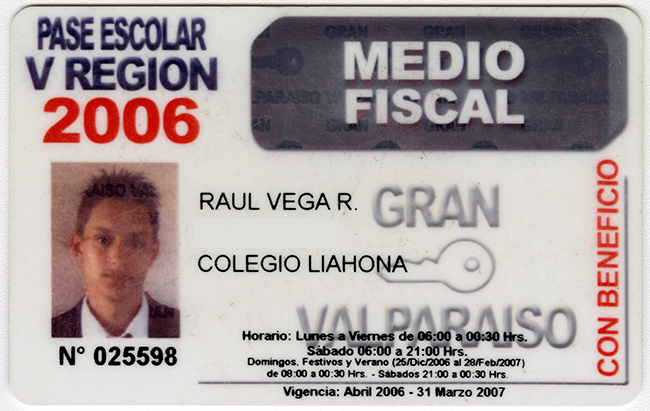 PASE ESCOLAR
V REGION
2006
MEDIO
FISCAL
RAUL VEGA R.
COLEGIO LIAHONA
GRAN
VALPARAISO
CON BENEFICIO
N° 025598
Horario: Lunes a Viernes de 06:00 a 00:30 Hrs.
Sábado 06:00 a 21:00 Hrs.
Domingos, Festivos y Verano (25/Dic/2006 al 28/Feb/2007)
de 08:00 a 00:30 Hrs. - Sábados 21:00 a 00:30 Hrs.
Vigencia: Abril 2006 - 31 Marzo 2007